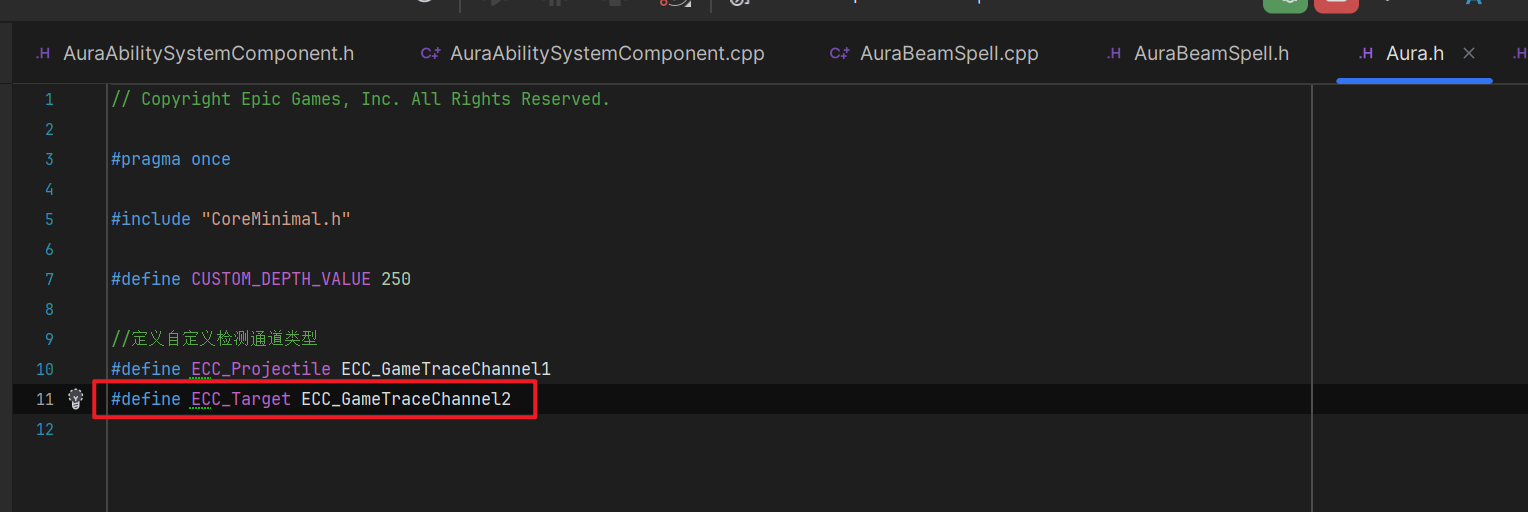 .H AuraAbilitySystemComponent.h C++ AuraAbilitySystemComponent.cpp C++ AuraBeamSpell.cpp .H AuraBeamSpell.h .H Aura.h × .H
1 // Copyright Epic Games, Inc. All Rights Reserved.
2
3 #pragma once
4
5 #include "CoreMinimal.h"
6
7 #define CUSTOM_DEPTH_VALUE 250
8
9 //定义自定义检测通道类型
10 #define ECC_Projectile ECC_GameTraceChannel1
11 #define ECC_Target ECC_GameTraceChannel2
12